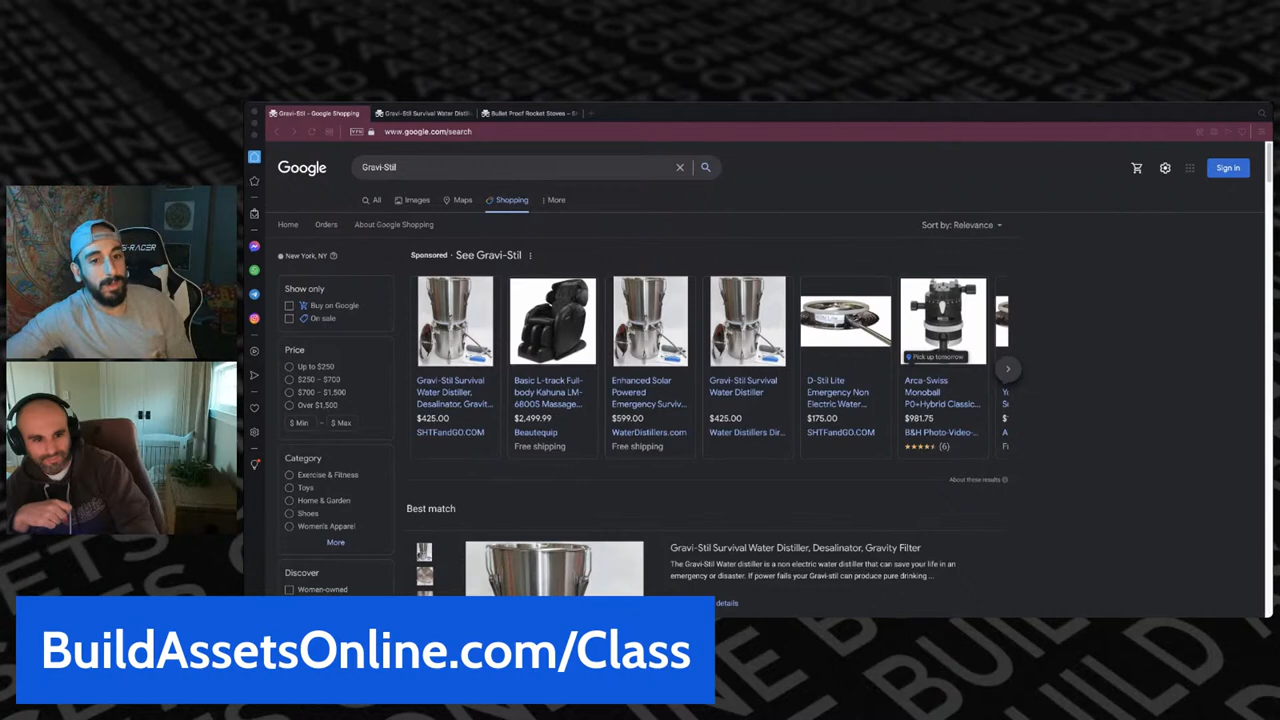 Gravi-Stil - Google Shopping
Gravi-Stil Survival Water Distill
Bullet Proof Rocket Stoves – S
VPN www.google.com/search
Google
Gravi-Stil
Sign in
All Images Maps Shopping More
Home Orders About Google Shopping
Sort by: Relevance
New York, NY
Sponsored · See Gravi-Stil
Show only
Buy on Google
On sale
Price
Up to $250
$250 – $700
$700 – $1,500
Over $1,500
$ Min – $ Max
Category
Exercise & Fitness
Toys
Home & Garden
Shoes
Women's Apparel
More
Discover
Women-owned
Gravi-Stil Survival
Water Distiller,
Desalinator, Gravit...
$425.00
SHTFandGO.COM
Basic L-track Full-
body Kahuna LM-
6800S Massage...
$2,499.99
Beautequip
Free shipping
Enhanced Solar
Powered
Emergency Surviv...
$599.00
WaterDistillers.com
Free shipping
Gravi-Stil Survival
Water Distiller
$425.00
Water Distillers Dir...
D-Stil Lite
Emergency Non
Electric Water...
$175.00
SHTFandGO.COM
Pick up tomorrow
Arca-Swiss
Monoball
P0+Hybrid Classic...
$981.75
B&H Photo-Video-...
(6)
About these results
Best match
Gravi-Stil Survival Water Distiller, Desalinator, Gravity Filter
The Gravi-Stil Water distiller is a non electric water distiller that can save your life in
an emergency or disaster. If power fails your Gravi-stil can produce pure drinking ...
details
BuildAssetsOnline.com/Class